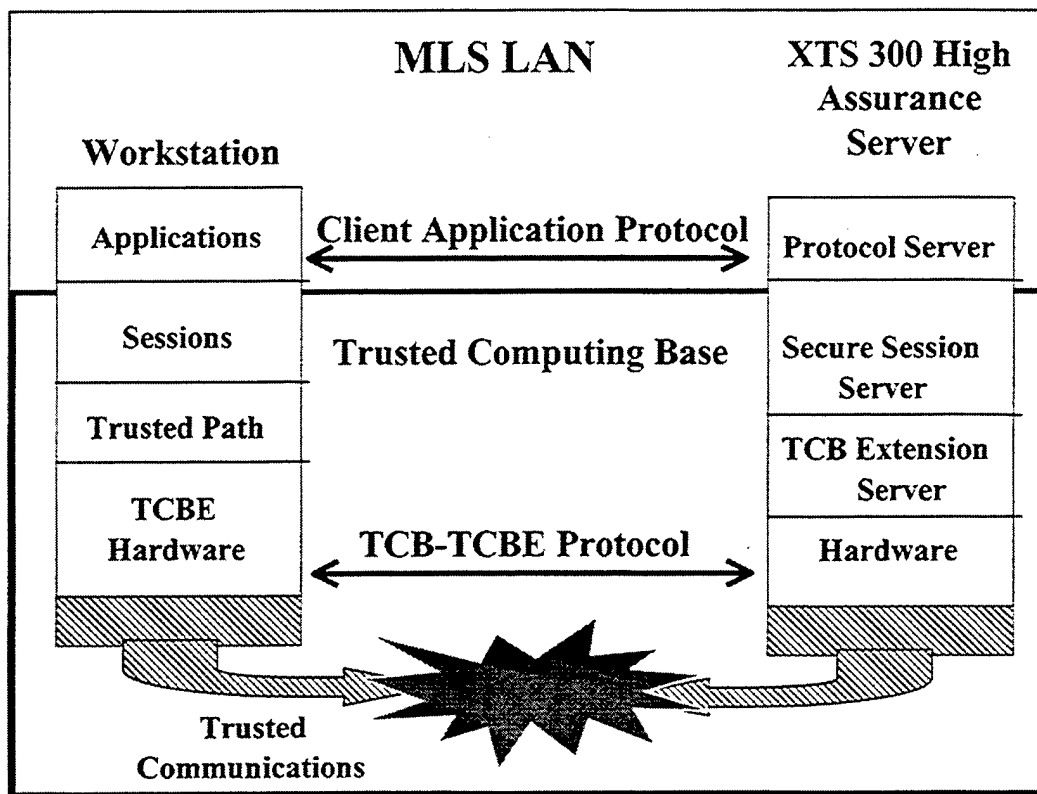 MLS LAN
XTS 300 High
Assurance
Server
Workstation
Applications
Client Application Protocol
Protocol Server
Sessions
Trusted Computing Base
Secure Session
Server
Trusted Path
TCB Extension
Server
TCBE
Hardware
TCB-TCBE Protocol
Hardware
Trusted
Communications